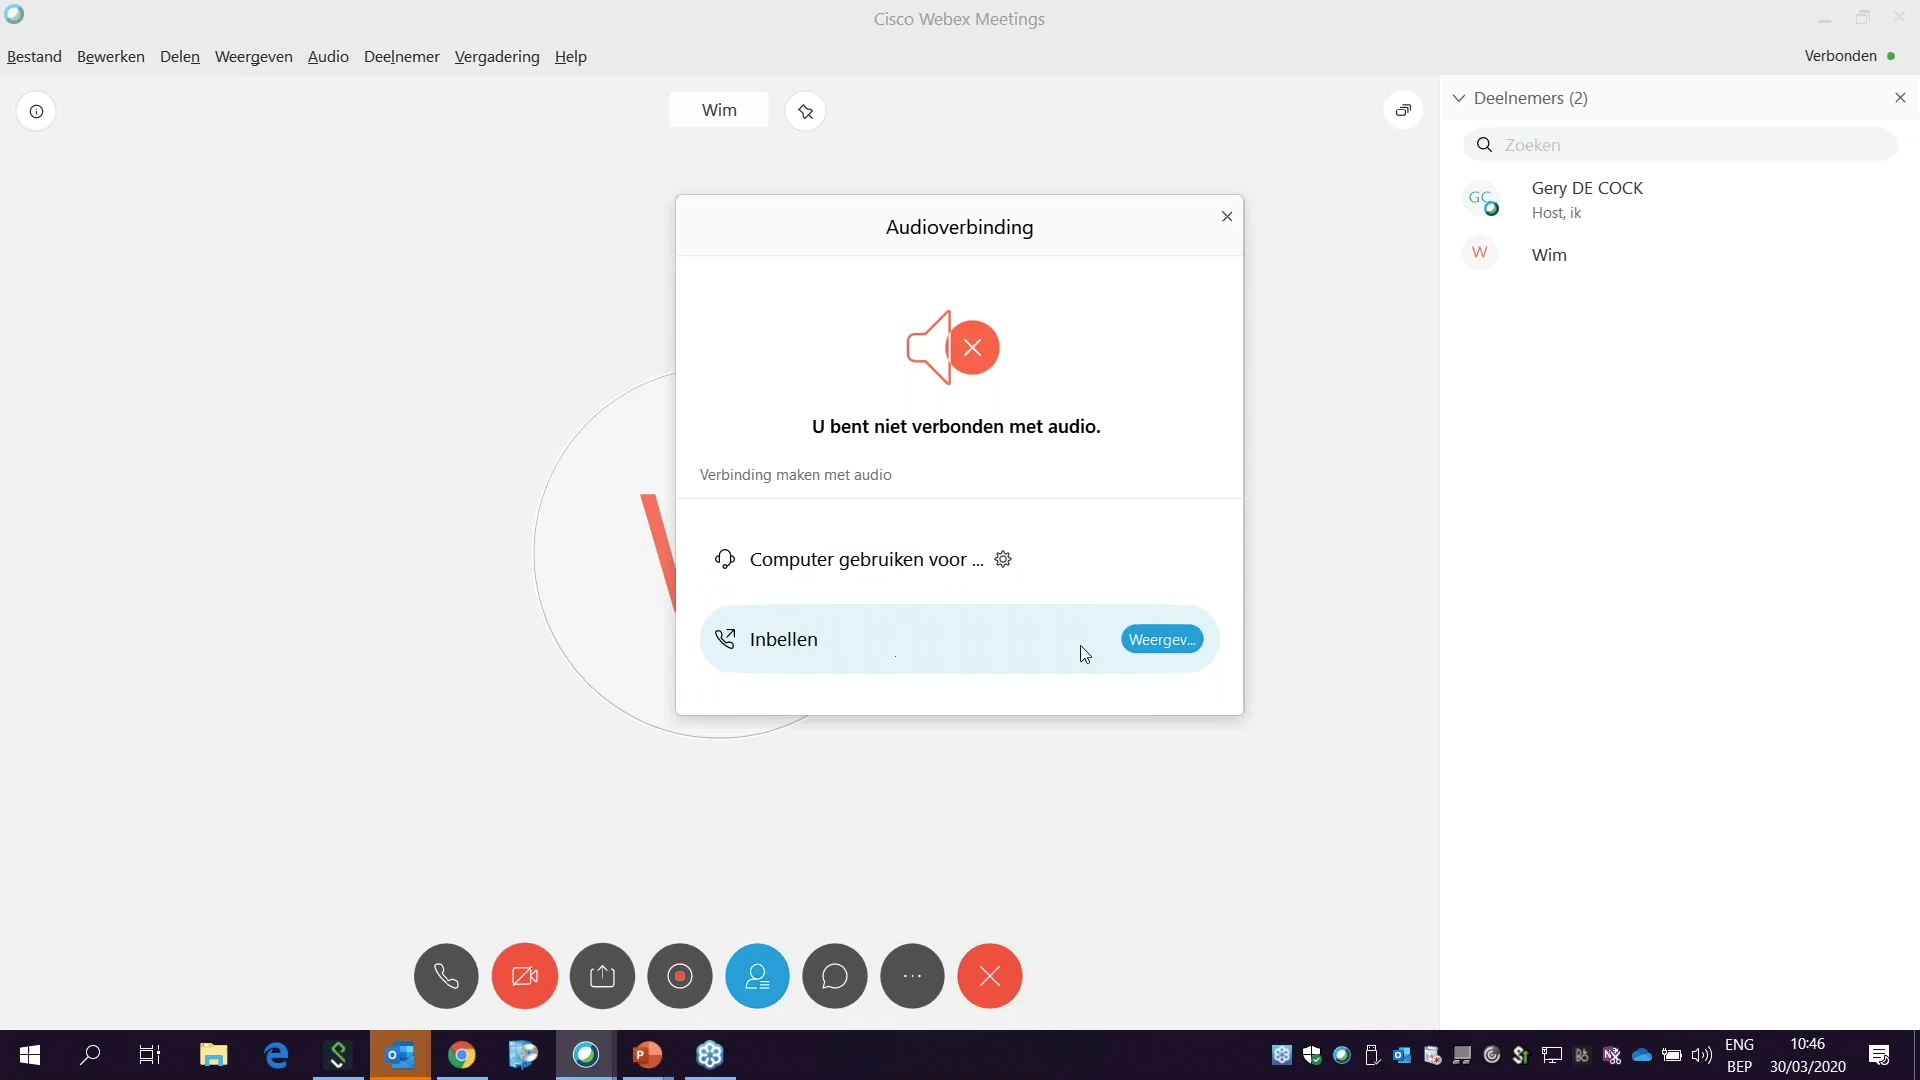 Cisco Webex Meetings
Bestand Bewerken Delen Weergeven Audio Deelnemer Vergadering Help
Verbonden
Wim
Deelnemers (2)
Zoeken
GC
Gery DE COCK
Host, ik
W
Wim
Audioverbinding
U bent niet verbonden met audio.
Verbinding maken met audio
Computer gebruiken voor ...
Inbellen
Weergev...
ENG
BEP
10:46
30/03/2020